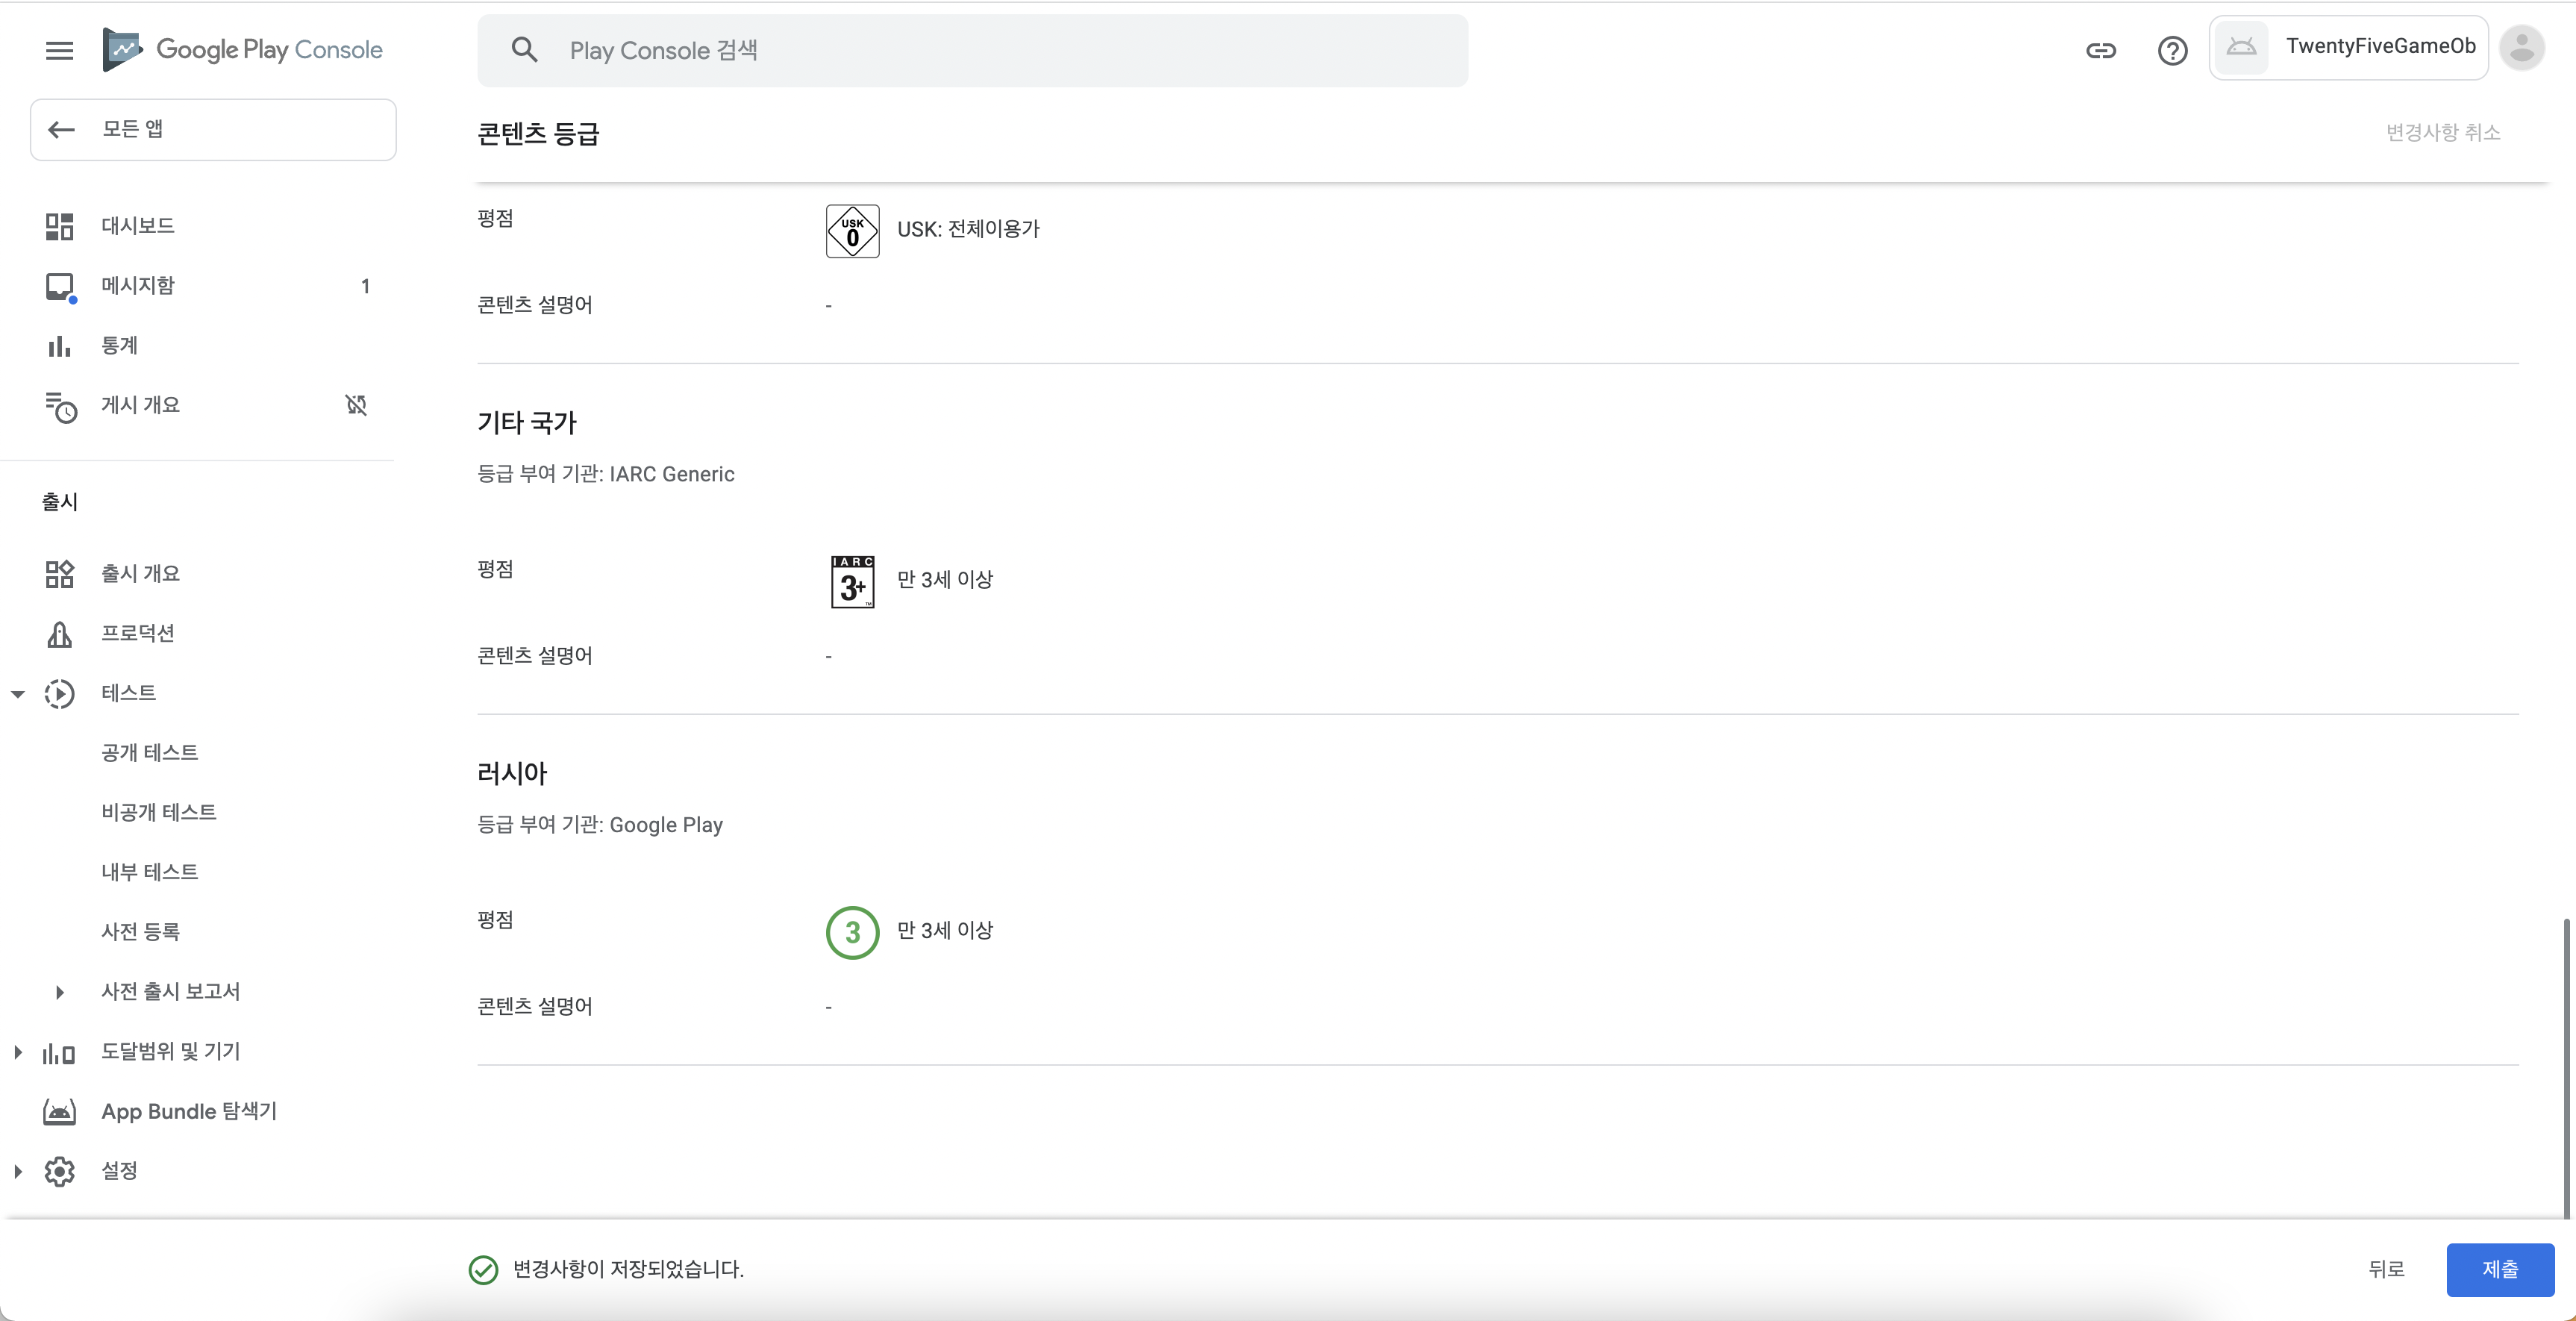 Google Play Console
Play Console 검색
TwentyFiveGameOb
모든 앱
콘텐츠 등급
변경사항 취소
대시보드
메시지함
1
통계
게시 개요
출시
출시 개요
프로덕션
테스트
공개 테스트
비공개 테스트
내부 테스트
사전 등록
사전 출시 보고서
도달범위 및 기기
App Bundle 탐색기
설정
평점
USK
0
USK: 전체이용가
콘텐츠 설명어
-
기타 국가
등급 부여 기관: IARC Generic
평점
IARC
3+
만 3세 이상
콘텐츠 설명어
-
러시아
등급 부여 기관: Google Play
평점
3
만 3세 이상
콘텐츠 설명어
-
변경사항이 저장되었습니다.
뒤로
제출